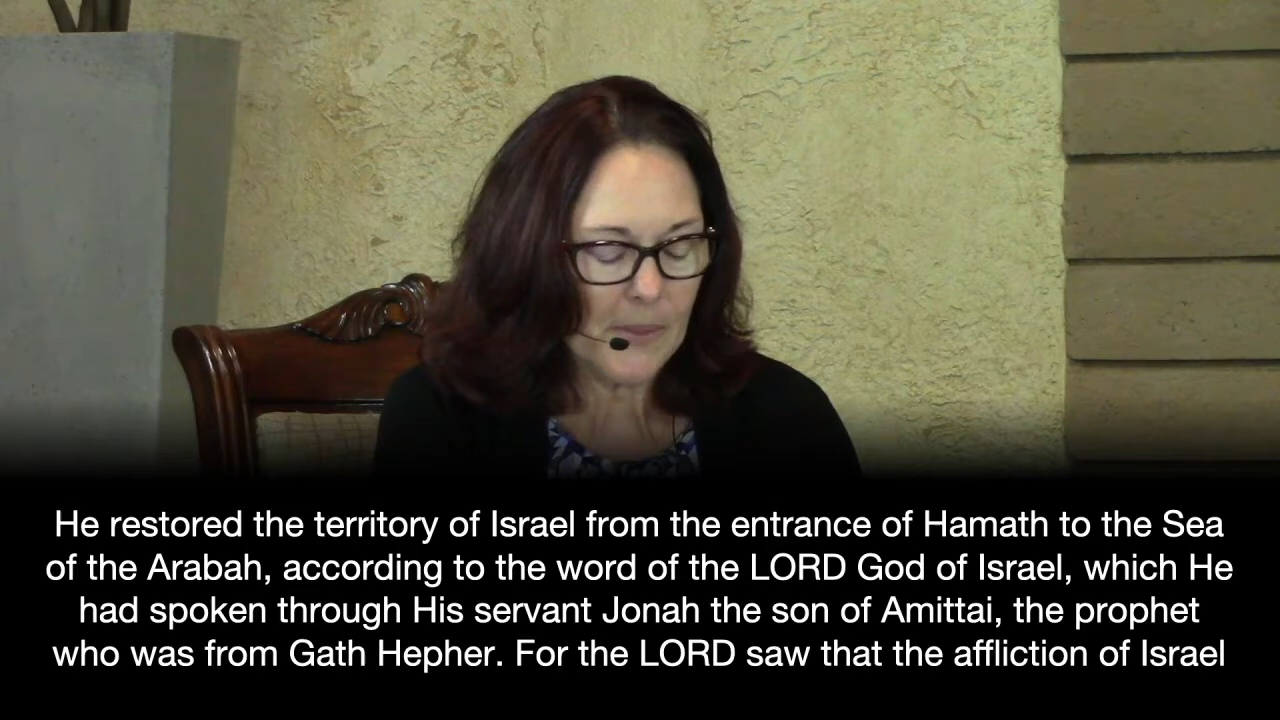 He restored the territory of Israel from the entrance of Hamath to the Sea
of the Arabah, according to the word of the LORD God of Israel, which He
had spoken through His servant Jonah the son of Amittai, the prophet
who was from Gath Hepher. For the LORD saw that the affliction of Israel